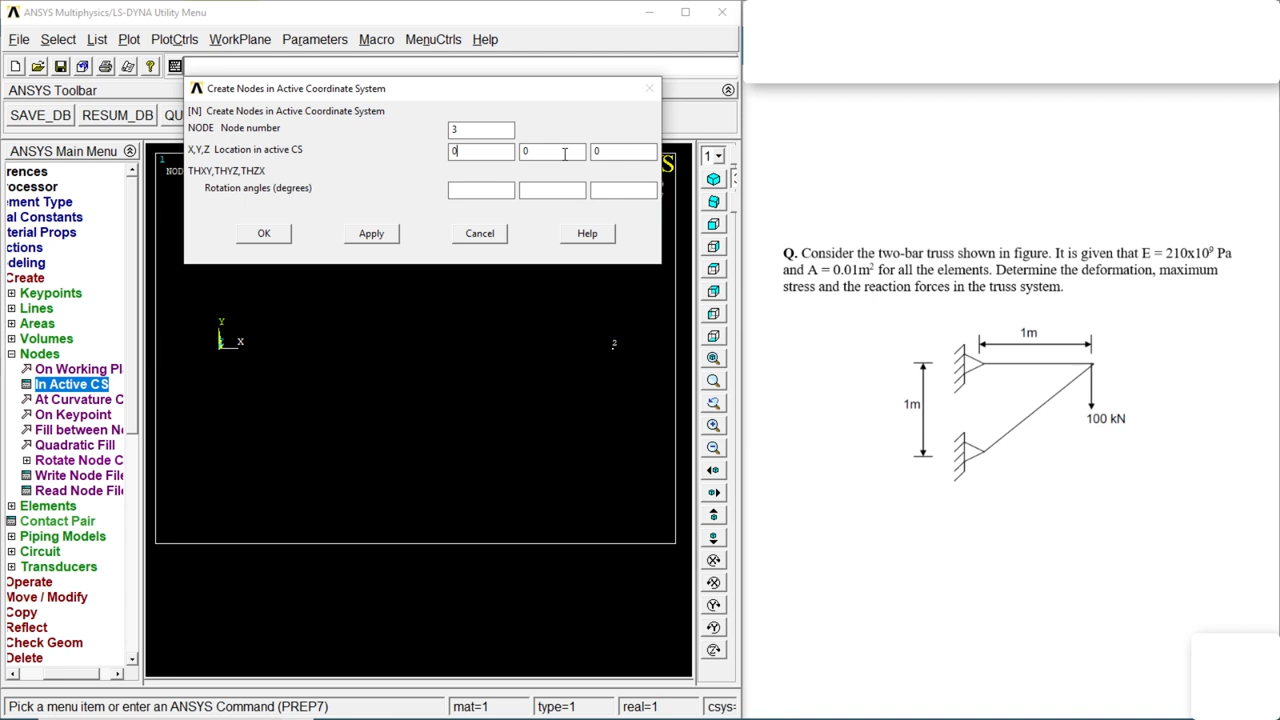 ANSYS Multiphysics/LS-DYNA Utility Menu
File Select List Plot PlotCtrls WorkPlane Parameters Macro MenuCtrls Help
ANSYS Toolbar
SAVE_DB RESUM_DB QU
ANSYS Main Menu
rences
rocessor
ement Type
al Constants
terial Props
ctions
deling
Create
Keypoints
Lines
Areas
Volumes
Nodes
On Working Pl
In Active CS
At Curvature C
On Keypoint
Fill between No
Quadratic Fill
Rotate Node C
Write Node File
Read Node File
Elements
Contact Pair
Piping Models
Circuit
Transducers
Operate
Move / Modify
Copy
Reflect
Check Geom
Delete
Create Nodes in Active Coordinate System
[N] Create Nodes in Active Coordinate System
NODE Node number 3
X,Y,Z Location in active CS 0 0 0
THXY,THYZ,THZX
Rotation angles (degrees)
OK Apply Cancel Help
1
NOD
S
Y
X
2
1
Pick a menu item or enter an ANSYS Command (PREP7) mat=1 type=1 real=1 csys=
Q. Consider the two-bar truss shown in figure. It is given that E = 210x10⁹ Pa
and A = 0.01m² for all the elements. Determine the deformation, maximum
stress and the reaction forces in the truss system.
1m
1m
100 kN